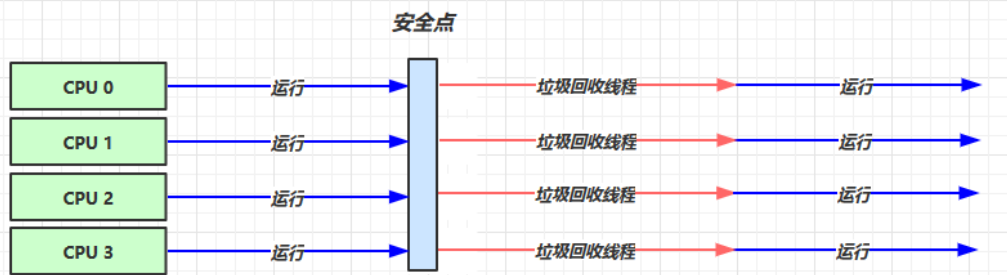 安全点
CPU 0 运行 垃圾回收线程 运行
CPU 1 运行 垃圾回收线程 运行
CPU 2 运行 垃圾回收线程 运行
CPU 3 运行 垃圾回收线程 运行